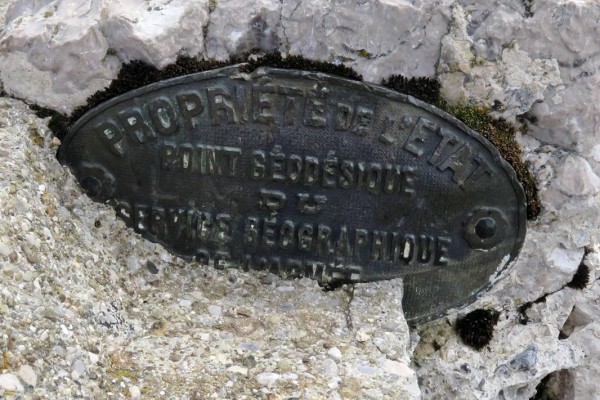 PROPRIÉTÉ DE L'ÉTAT
POINT GÉODÉSIQUE
DU
SERVICE GÉOGRAPHIQUE
DE L'ARMÉE